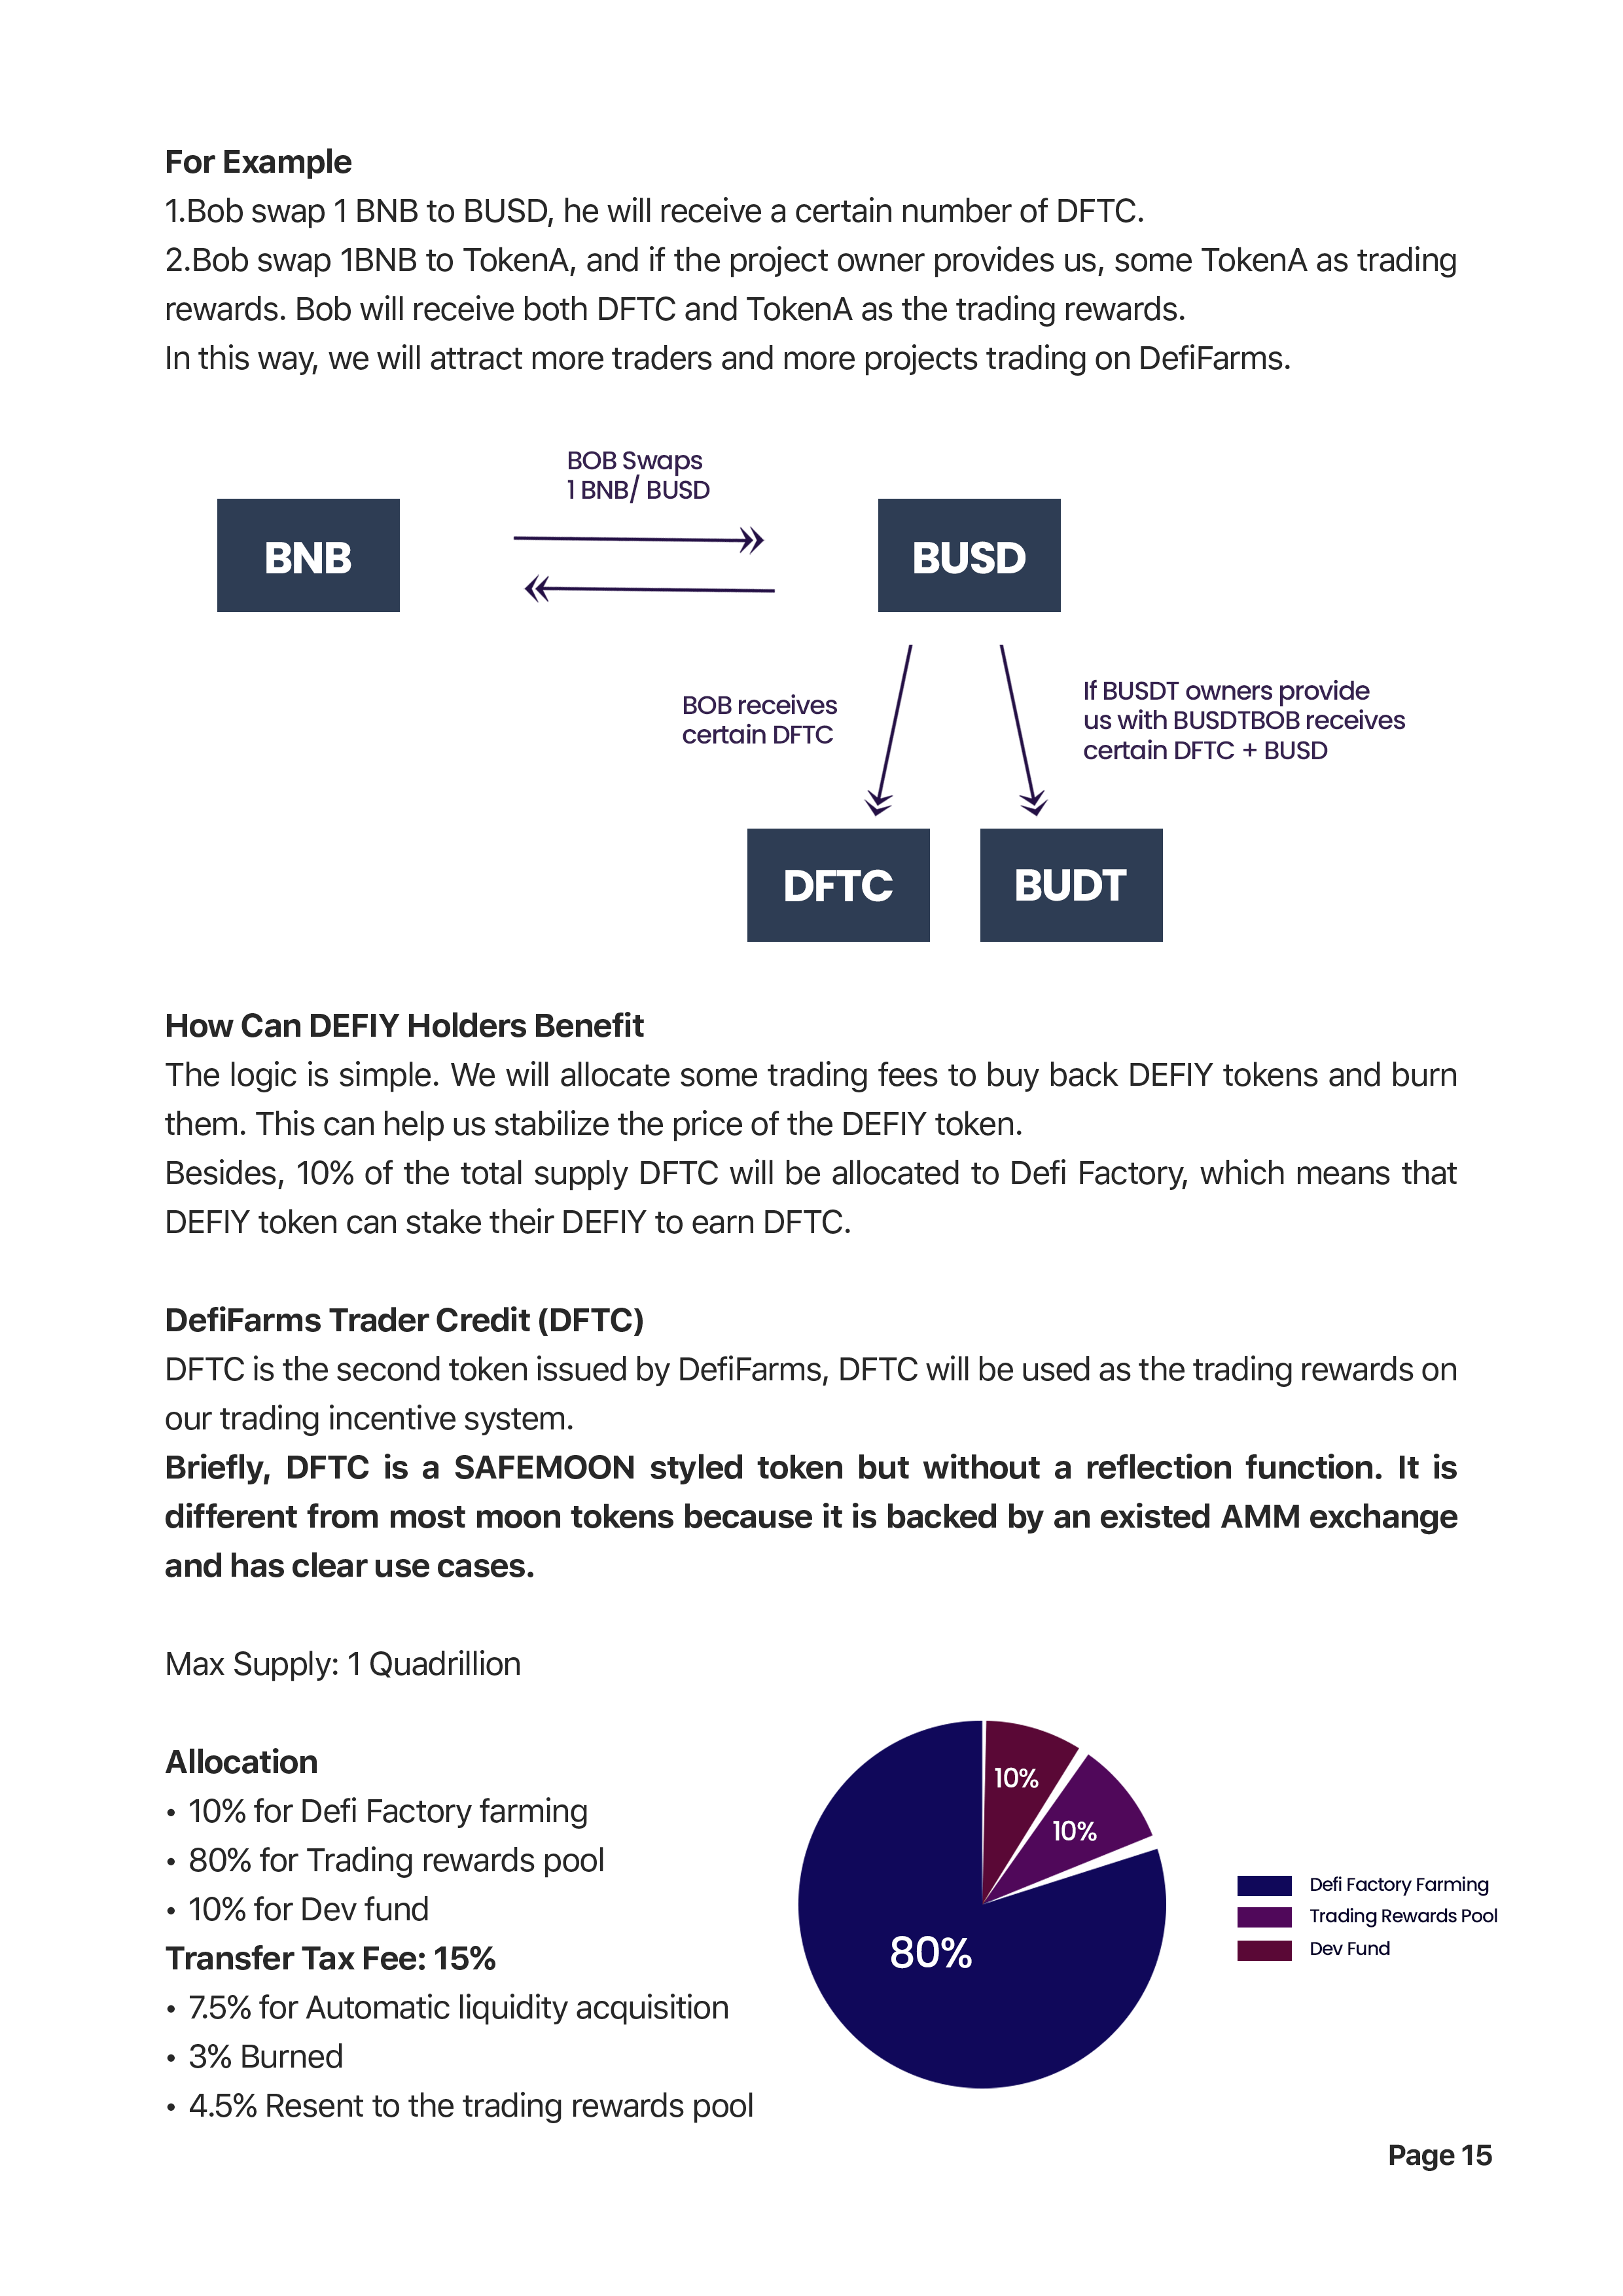 For Example
1.Bob swap 1 BNB to BUSD, he will receive a certain number of DFTC.
2.Bob swap 1BNB to TokenA, and if the project owner provides us, some TokenA as trading
rewards. Bob will receive both DFTC and TokenA as the trading rewards.
In this way, we will attract more traders and more projects trading on DefiFarms.
BOB Swaps
1 BNB/ BUSD
BNB
BUSD
BOB receives
certain DFTC
If BUSDT owners provide
us with BUSDTBOB receives
certain DFTC + BUSD
DFTC
BUDT
How Can DEFIY Holders Benefit
The logic is simple. We will allocate some trading fees to buy back DEFIY tokens and burn
them. This can help us stabilize the price of the DEFIY token.
Besides, 10% of the total supply DFTC will be allocated to Defi Factory, which means that
DEFIY token can stake their DEFIY to earn DFTC.
DefiFarms Trader Credit (DFTC)
DFTC is the second token issued by DefiFarms, DFTC will be used as the trading rewards on
our trading incentive system.
Briefly, DFTC is a SAFEMOON styled token but without a reflection function. It is
different from most moon tokens because it is backed by an existed AMM exchange
and has clear use cases.
Max Supply: 1 Quadrillion
Allocation
• 10% for Defi Factory farming
• 80% for Trading rewards pool
• 10% for Dev fund
Transfer Tax Fee: 15%
• 7.5% for Automatic liquidity acquisition
• 3% Burned
• 4.5% Resent to the trading rewards pool
10%
10%
80%
Defi Factory Farming
Trading Rewards Pool
Dev Fund
Page 15